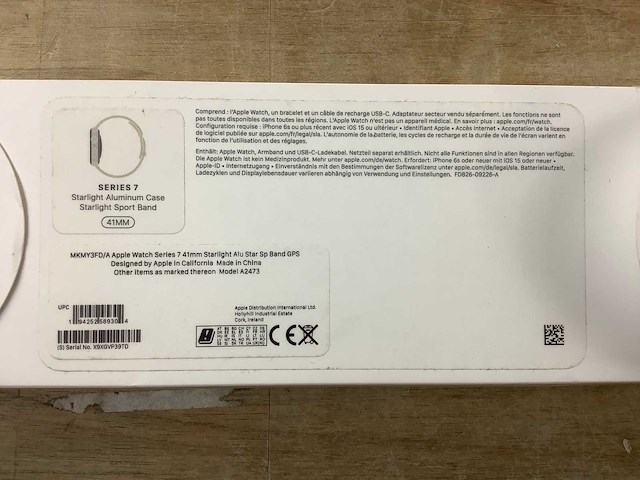 SERIES 7
Starlight Aluminum Case
Starlight Sport Band
41MM
Comprend : l'Apple Watch, un bracelet et un câble de recharge USB-C. Adaptateur secteur vendu séparément. Les fonctions ne sont
pas toutes disponibles dans toutes les régions. L'Apple Watch n'est pas un appareil médical. En savoir plus : apple.com/fr/watch.
Configuration requise : iPhone 6s ou plus récent avec iOS 15 ou ultérieur • Identifiant Apple • Accès Internet • Acceptation de la licence
de logiciel publiée sur apple.com/fr/legal/sla. L'autonomie de la batterie, les cycles de recharge et la durée de vie de l'écran varient en
fonction de l'utilisation et des réglages.
Enthält: Apple Watch, Armband und USB-C-Ladekabel. Netzteil separat erhältlich. Nicht alle Funktionen sind in allen Regionen verfügbar.
Die Apple Watch ist kein Medizinprodukt. Mehr unter apple.com/de/watch. Erfordert: iPhone 6s oder neuer mit iOS 15 oder neuer •
Apple-ID • Internetzugang • Einverständnis mit den Bestimmungen der Softwarelizenz unter apple.com/de/legal/sla. Batterielaufzeit,
Ladezyklen und Displaylebensdauer variieren abhängig von Verwendung und Einstellungen. FD826-09226-A
MKMY3FD/A Apple Watch Series 7 41mm Starlight Alu Star Sp Band GPS
Designed by Apple in California Made in China
Other items as marked thereon Model A2473
UPC
1 94252 58930 4
(S) Serial No. X9XGVP39TD
Apple Distribution International Ltd.
Hollyhill Industrial Estate
Cork, Ireland
CE